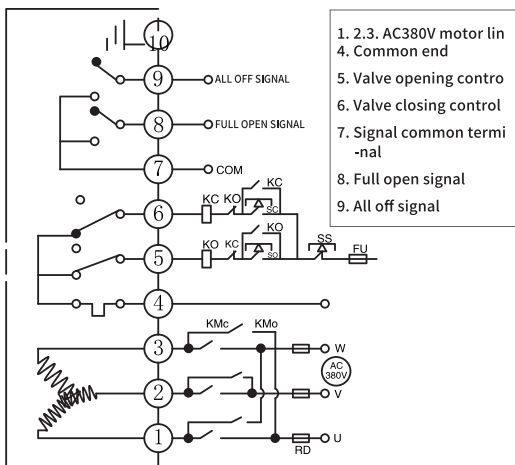 10
9
ALL OFF SIGNAL
8
FULL OPEN SIGNAL
7
COM
KC
6
KC KO
SC
KO
5
KO KC
SO
SS
FU
4
KMc KMo
3
W
AC
380V
2
V
1
U
RD
1. 2.3. AC380V motor lin
4. Common end
5. Valve opening contro
6. Valve closing control
7. Signal common termi
-nal
8. Full open signal
9. All off signal